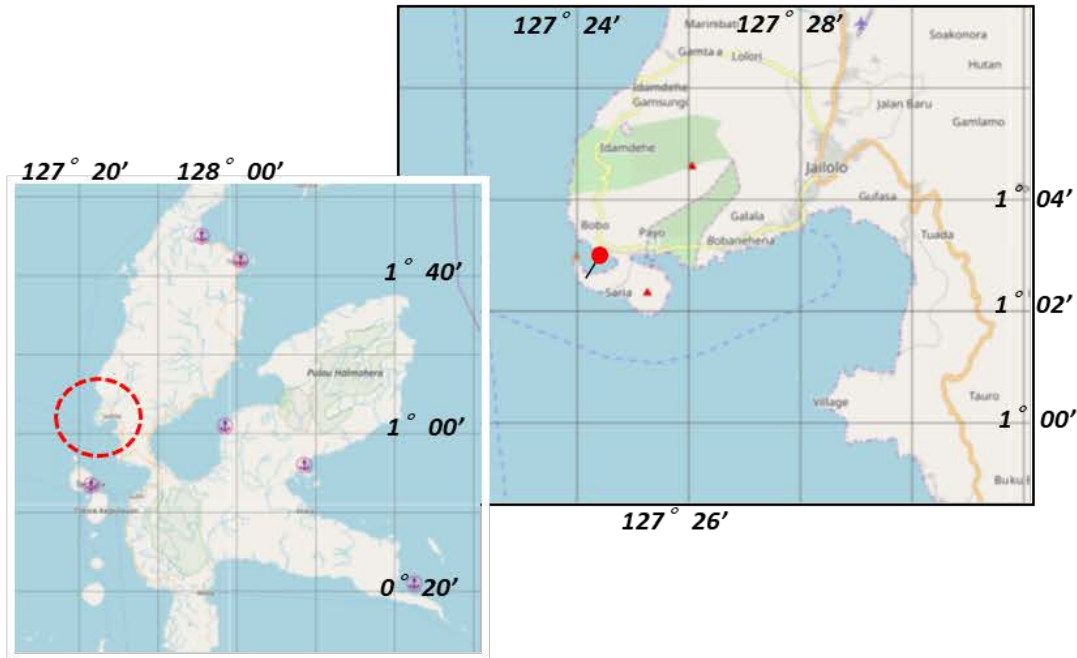 127° 24’
127° 28’
Marimbati
Soakonora
Gamta e
Lolori
Hutan
Idamdehe
Gamsungi
Jalan Baru
Gamlamo
Idamdehe
Jailolo
127° 20’
128° 00’
Gufasa
1° 04’
Galala
Bobo
Payo
Bobanehena
Tuada
1° 40’
Saria
1° 02’
Pulau Halmahera
Tauro
Village
1° 00’
1° 00’
Buku B
127° 26’
0° 20’